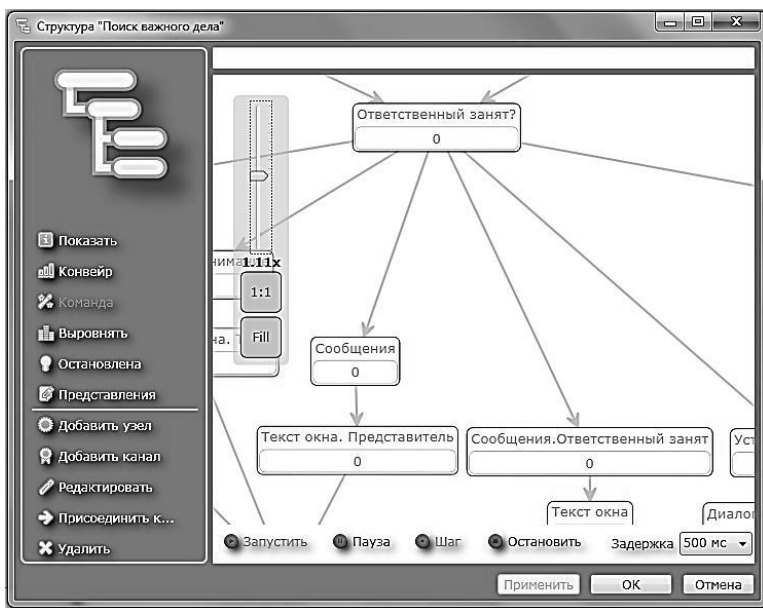 Структура "Поиск важного дела"
Показать
Конвейр
Команда
Выровнять
Остановлена
Представления
Добавить узел
Добавить канал
Редактировать
Присоединить к...
Удалить
Ответственный занят?
0
1.11x
1:1
Fill
Сообщения
0
Текст окна. Представитель
0
Сообщения.Ответственный занят
0
Уст
Текст окна
Диалог
Запустить
Пауза
Шаг
Остановить
Задержка
500 мс
Применить
OK
Отмена